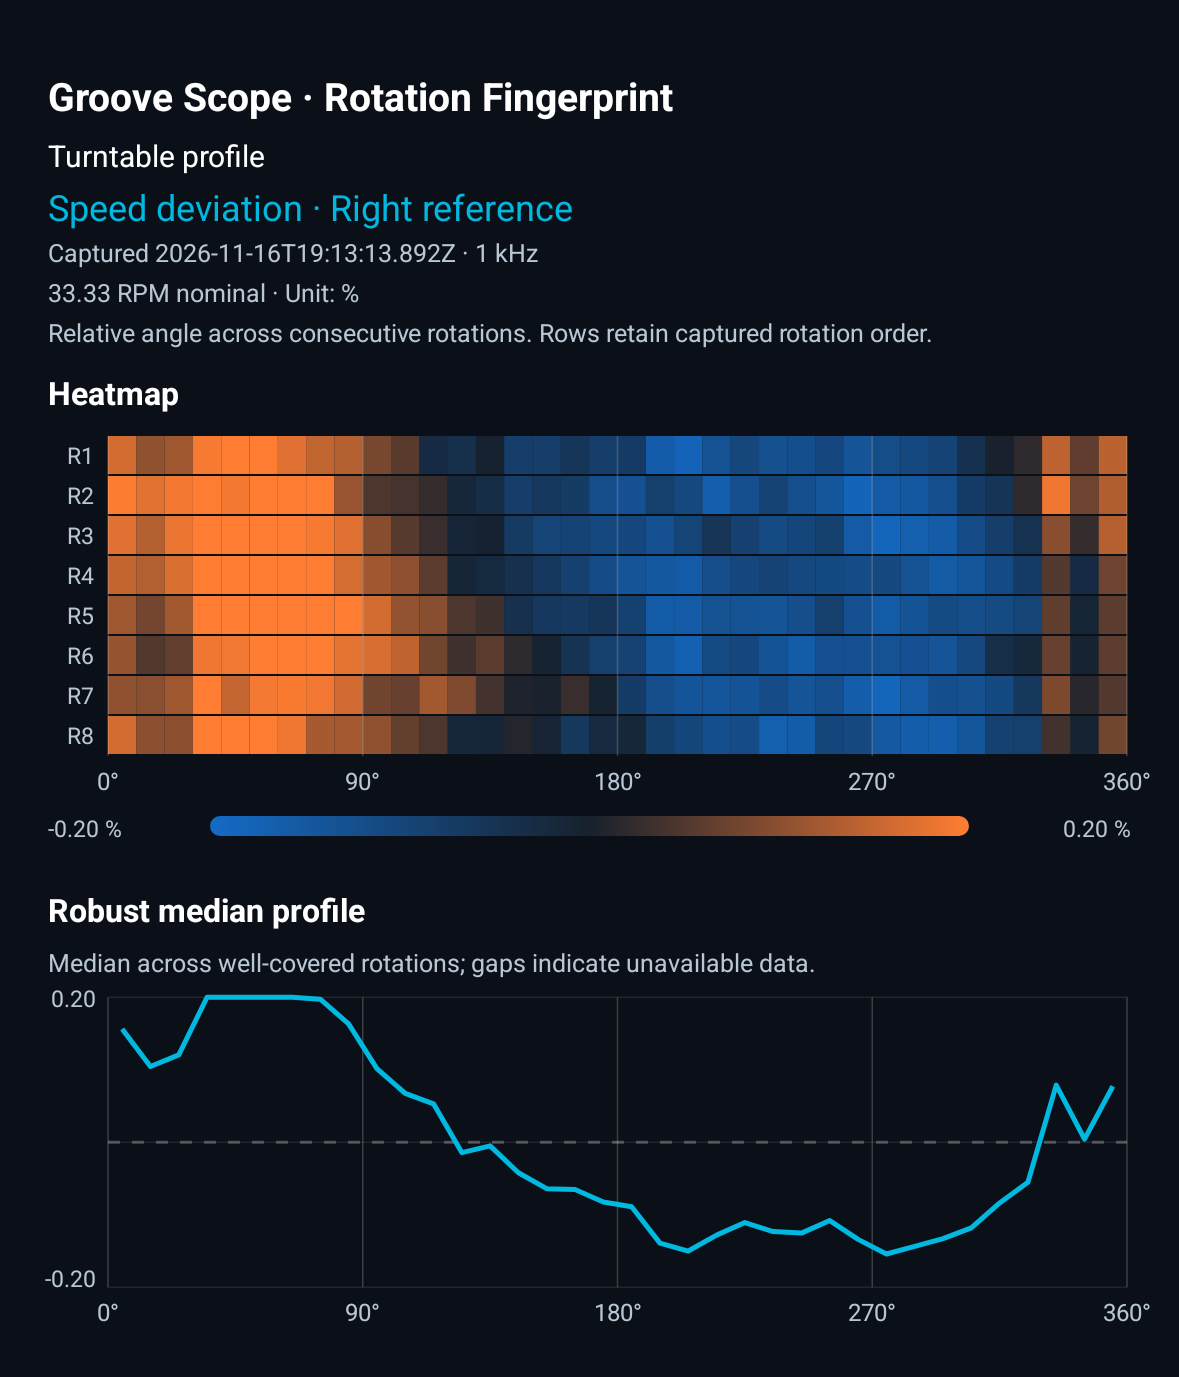 Groove Scope · Rotation Fingerprint
Turntable profile
Speed deviation · Right reference
Captured 2026-11-16T19:13:13.892Z · 1 kHz
33.33 RPM nominal · Unit: %
Relative angle across consecutive rotations. Rows retain captured rotation order.
Heatmap
R1
R2
R3
R4
R5
R6
R7
R8
0° 90° 180° 270° 360°
-0.20 % 0.20 %
Robust median profile
Median across well-covered rotations; gaps indicate unavailable data.
0.20
-0.20
0° 90° 180° 270° 360°